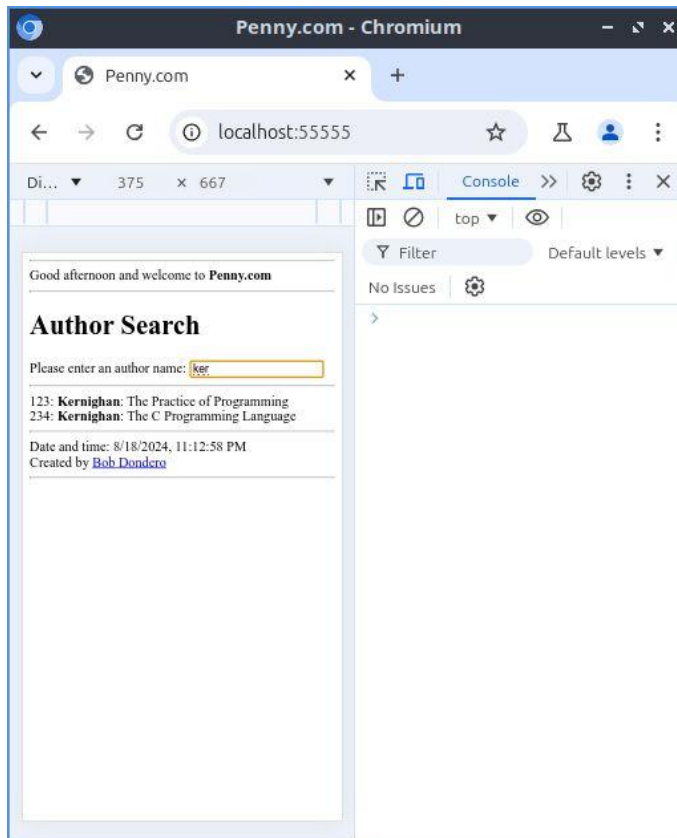 Penny.com - Chromium
Penny.com
localhost:55555
Di... 375 × 667
Console
top
Filter Default levels
No Issues
Good afternoon and welcome to Penny.com
Author Search
Please enter an author name: ker
123: Kernighan: The Practice of Programming
234: Kernighan: The C Programming Language
Date and time: 8/18/2024, 11:12:58 PM
Created by Bob Dondero